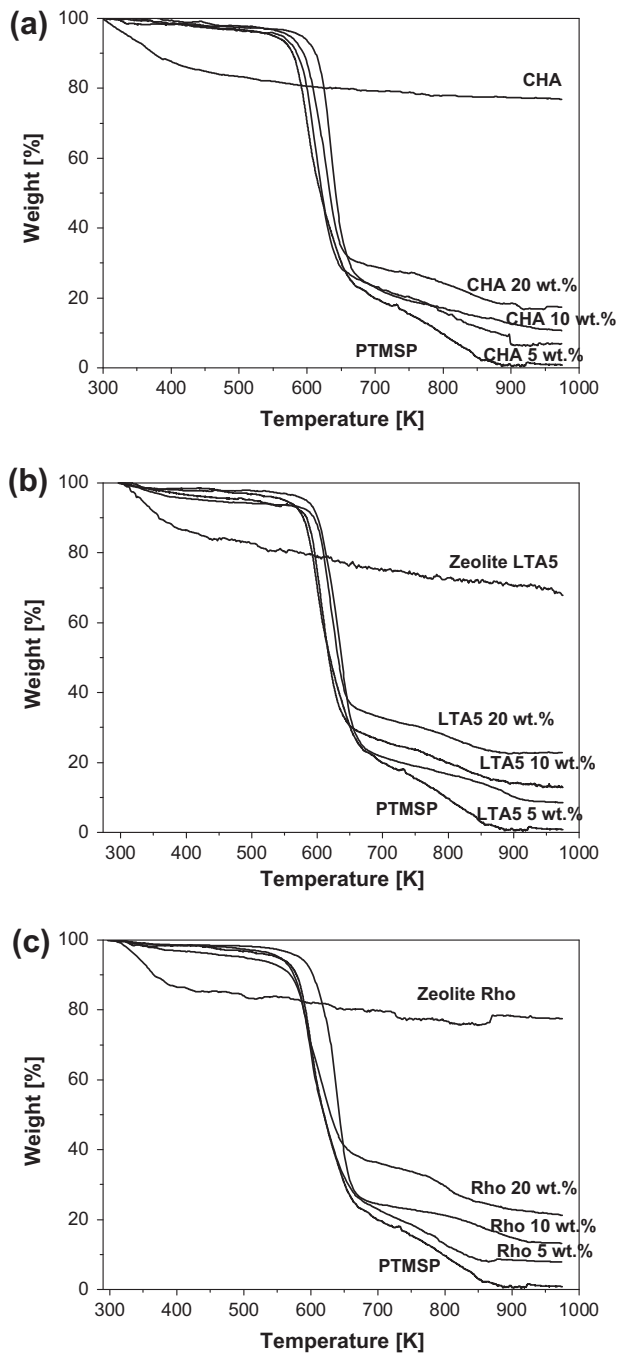 (a)
100
80
60
40
20
0
Weight [%]
CHA
CHA 20 wt.%
CHA 10 wt.%
CHA 5 wt.%
PTMSP
300 400 500 600 700 800 900 1000
Temperature [K]
(b)
100
80
60
40
20
0
Weight [%]
Zeolite LTA5
LTA5 20 wt.%
LTA5 10 wt.%
LTA5 5 wt.%
PTMSP
300 400 500 600 700 800 900 1000
Temperature [K]
(c)
100
80
60
40
20
0
Weight [%]
Zeolite Rho
Rho 20 wt.%
Rho 10 wt.%
Rho 5 wt.%
PTMSP
300 400 500 600 700 800 900 1000
Temperature [K]